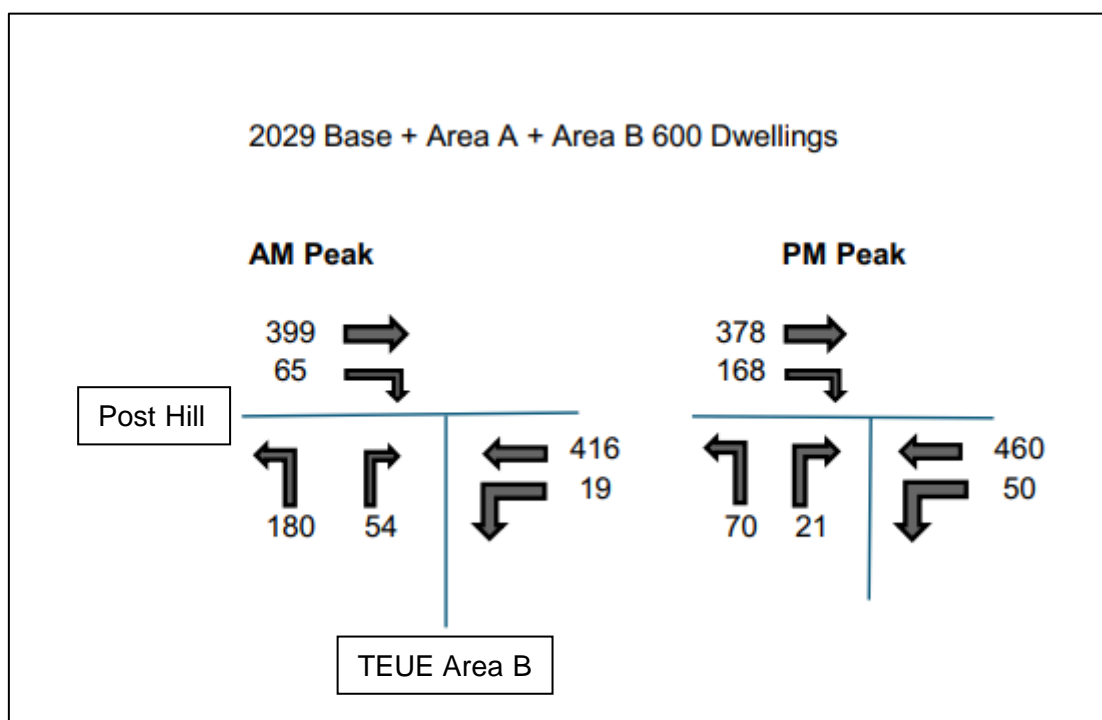 2029 Base + Area A + Area B 600 Dwellings
AM Peak
PM Peak
399
378
65
168
Post Hill
416
460
19
50
180 54
70 21
TEUE Area B